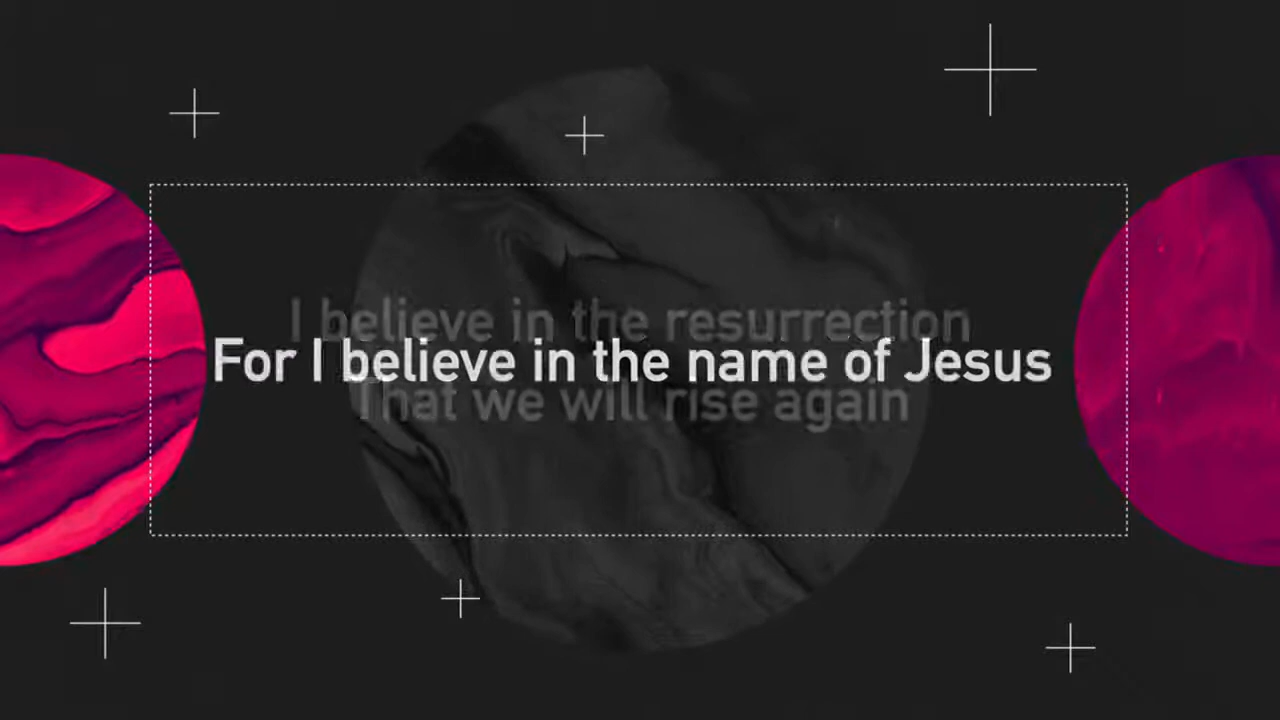 I believe in the resurrection
For I believe in the name of Jesus
That we will rise again